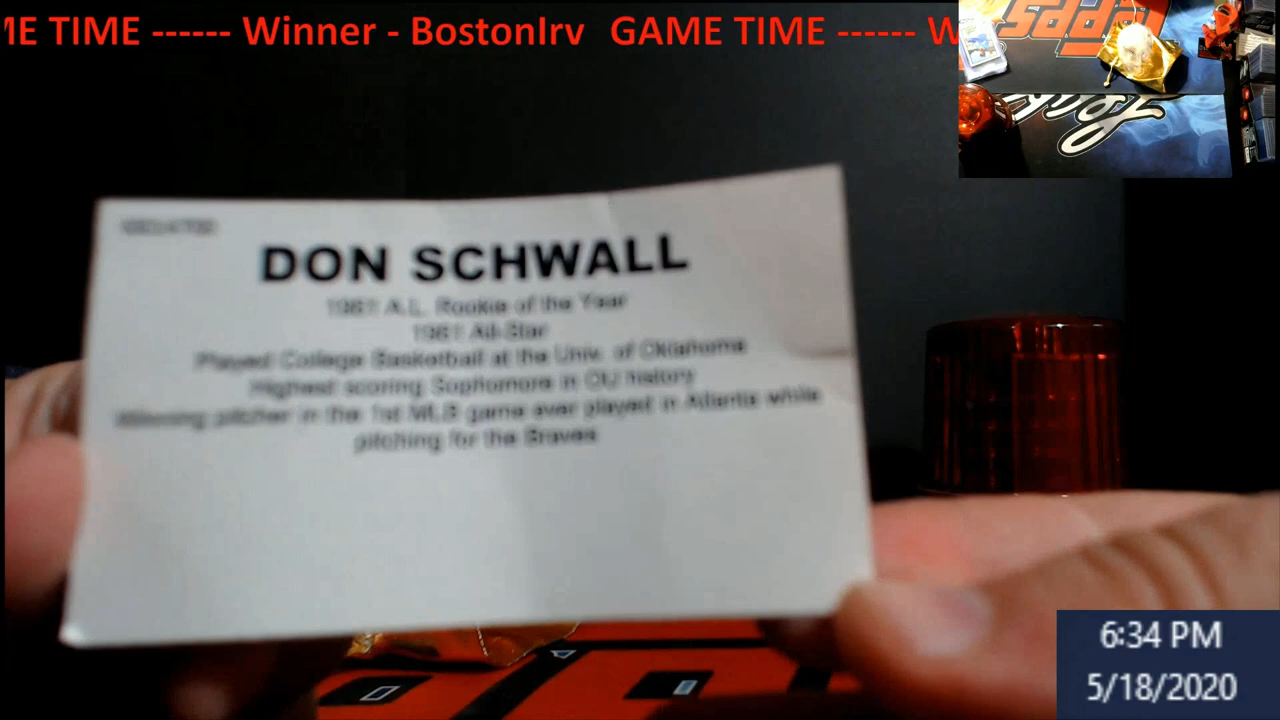 ME TIME ------ Winner - BostonIrv GAME TIME ------ W
Topps
DON SCHWALL
1961 A.L. Rookie of the Year
1961 All-Star
Played College Basketball at the Univ. of Oklahoma
Highest scoring Sophomore in OU history
Winning pitcher in the 1st MLB game ever played in Atlanta while
pitching for the Braves
6:34 PM
5/18/2020